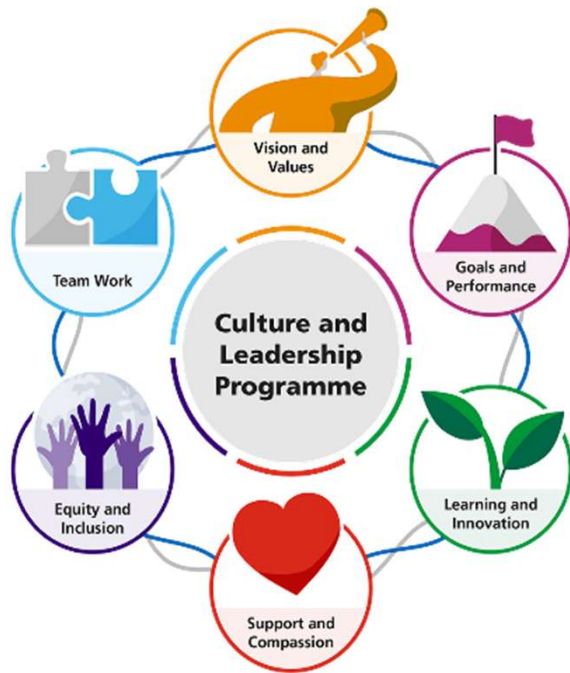 Culture and
Leadership
Programme
Vision and
Values
Goals and
Performance
Learning and
Innovation
Support and
Compassion
Equity and
Inclusion
Team Work